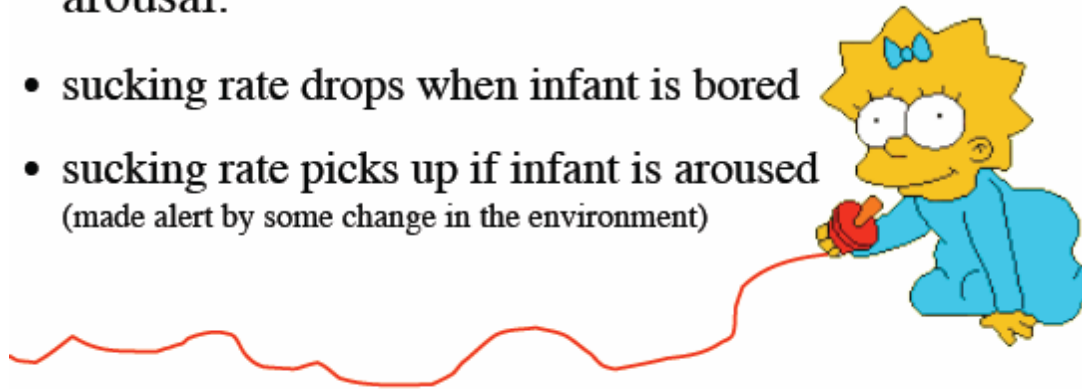 arousal.
• sucking rate drops when infant is bored
• sucking rate picks up if infant is aroused
(made alert by some change in the environment)